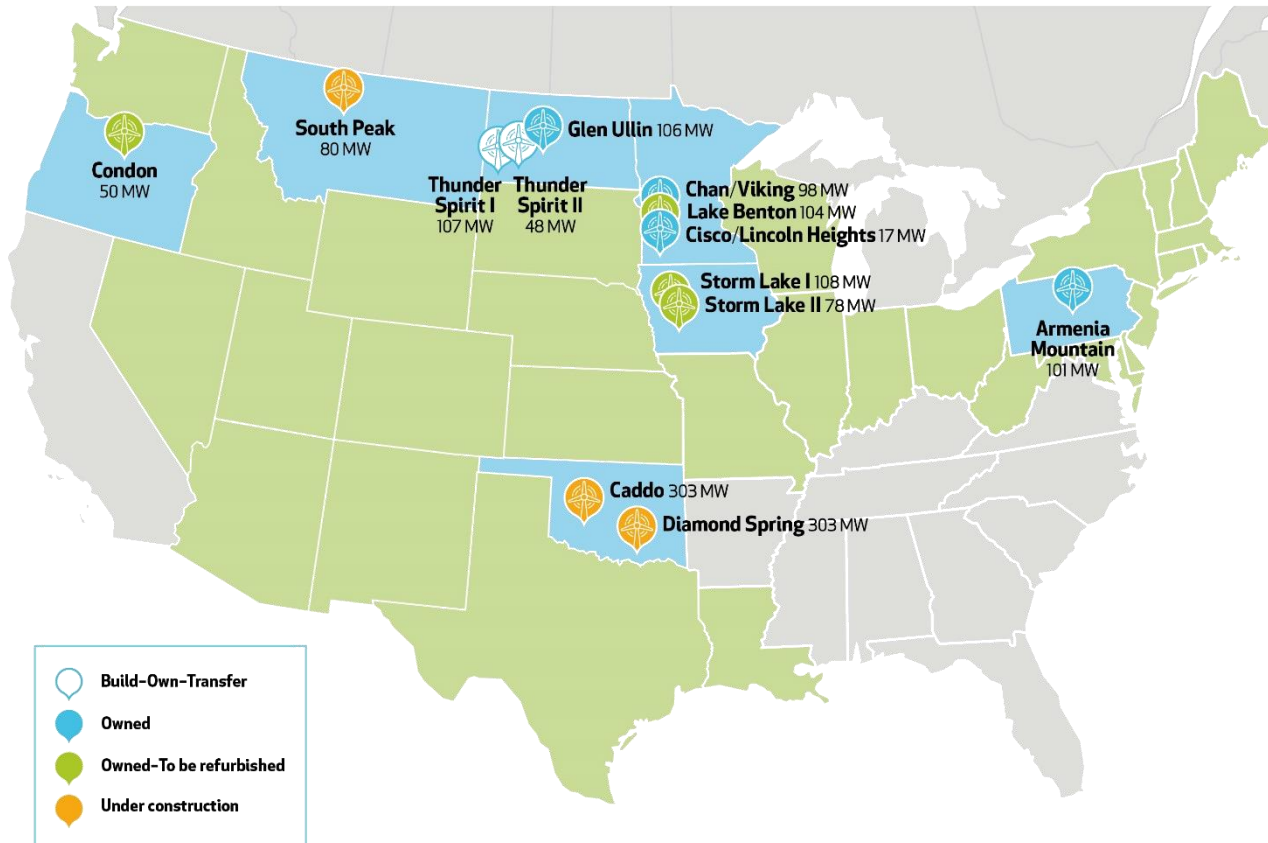 South Peak
80 MW
Condon
50 MW
Glen Ullin 106 MW
Thunder
Spirit I
107 MW
Thunder
Spirit II
48 MW
Chan/Viking 98 MW
Lake Benton 104 MW
Cisco/Lincoln Heights 17 MW
Storm Lake I 108 MW
Storm Lake II 78 MW
Armenia
Mountain
101 MW
Caddo 303 MW
Diamond Spring 303 MW
Build-Own-Transfer
Owned
Owned-To be refurbished
Under construction